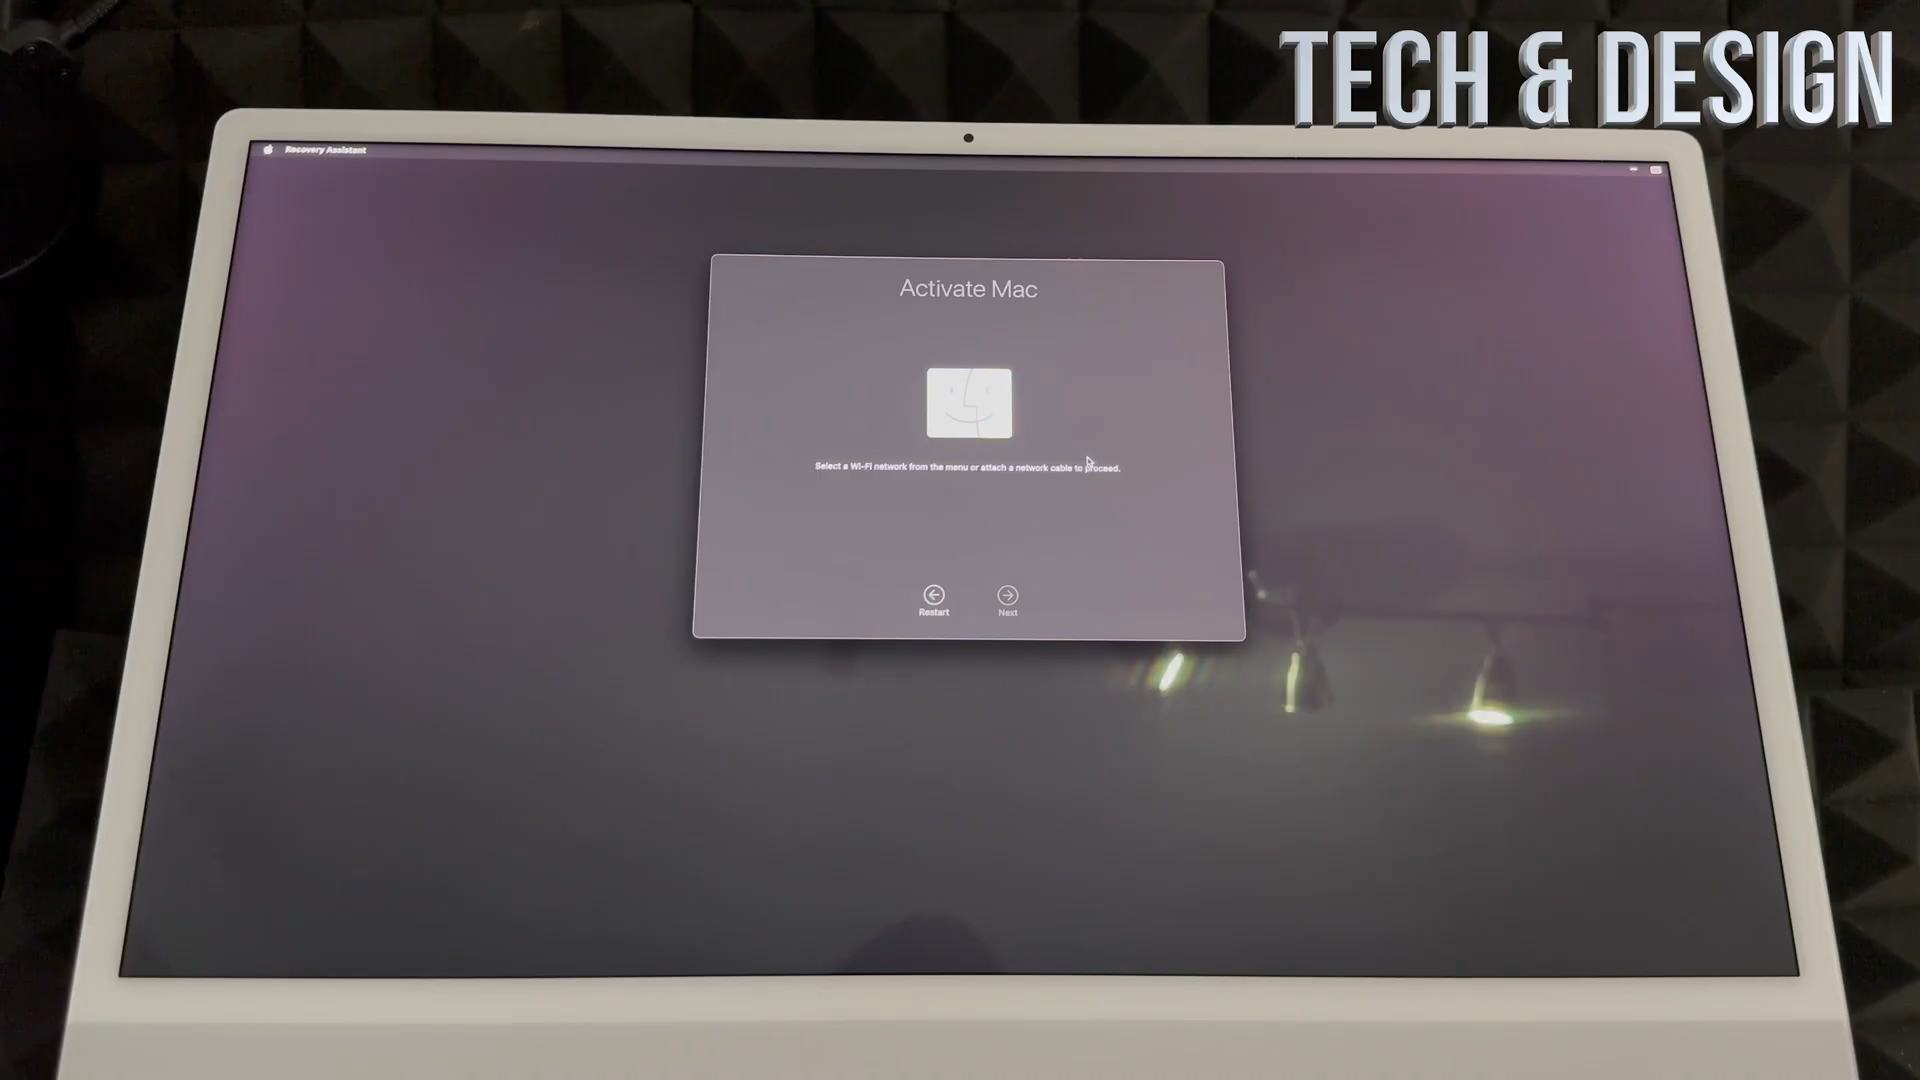 TECH & DESIGN
Recovery Assistant
Activate Mac
Select a Wi-Fi network from the menu or attach a network cable to proceed.
Restart
Next